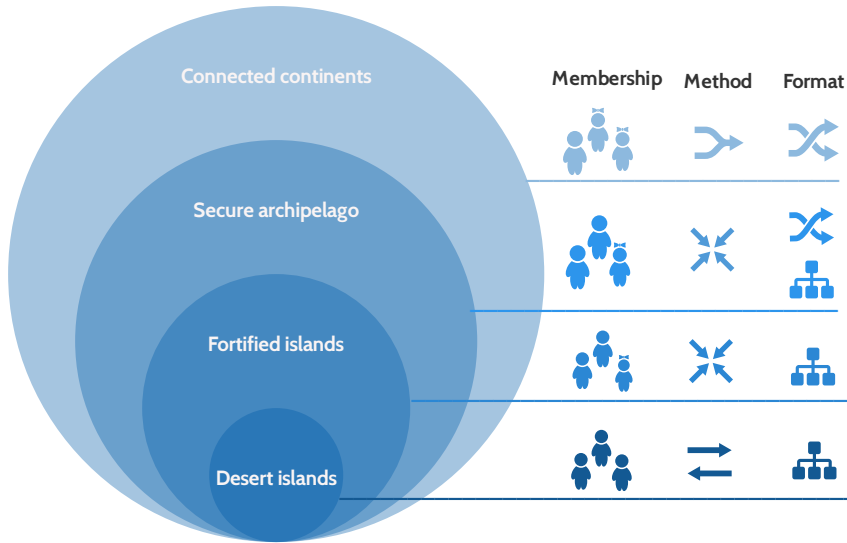 Connected continents
Membership
Method
Format
Secure archipelago
Fortified islands
Desert islands